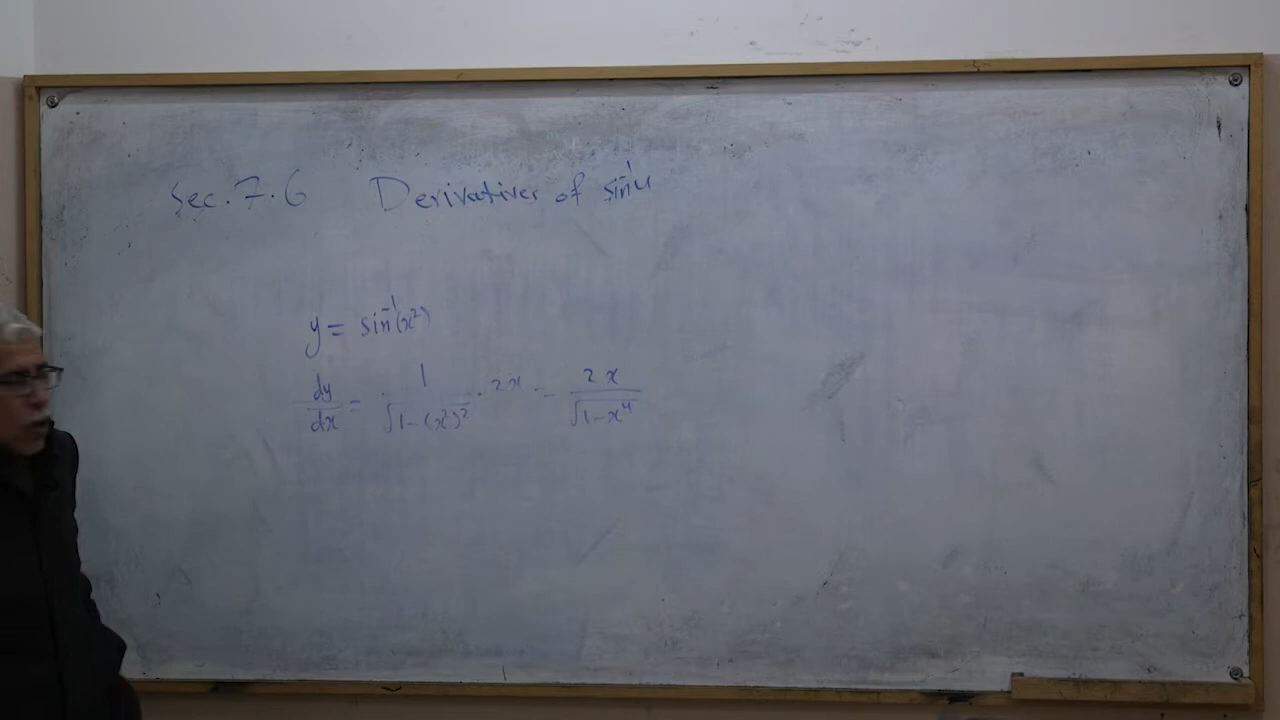 Sec. 7.6 Derivatives of sin⁻¹u
y = sin⁻¹(x²)
dy/dx = 1/√(1-(x²)²) · 2x = 2x/√(1-x⁴)